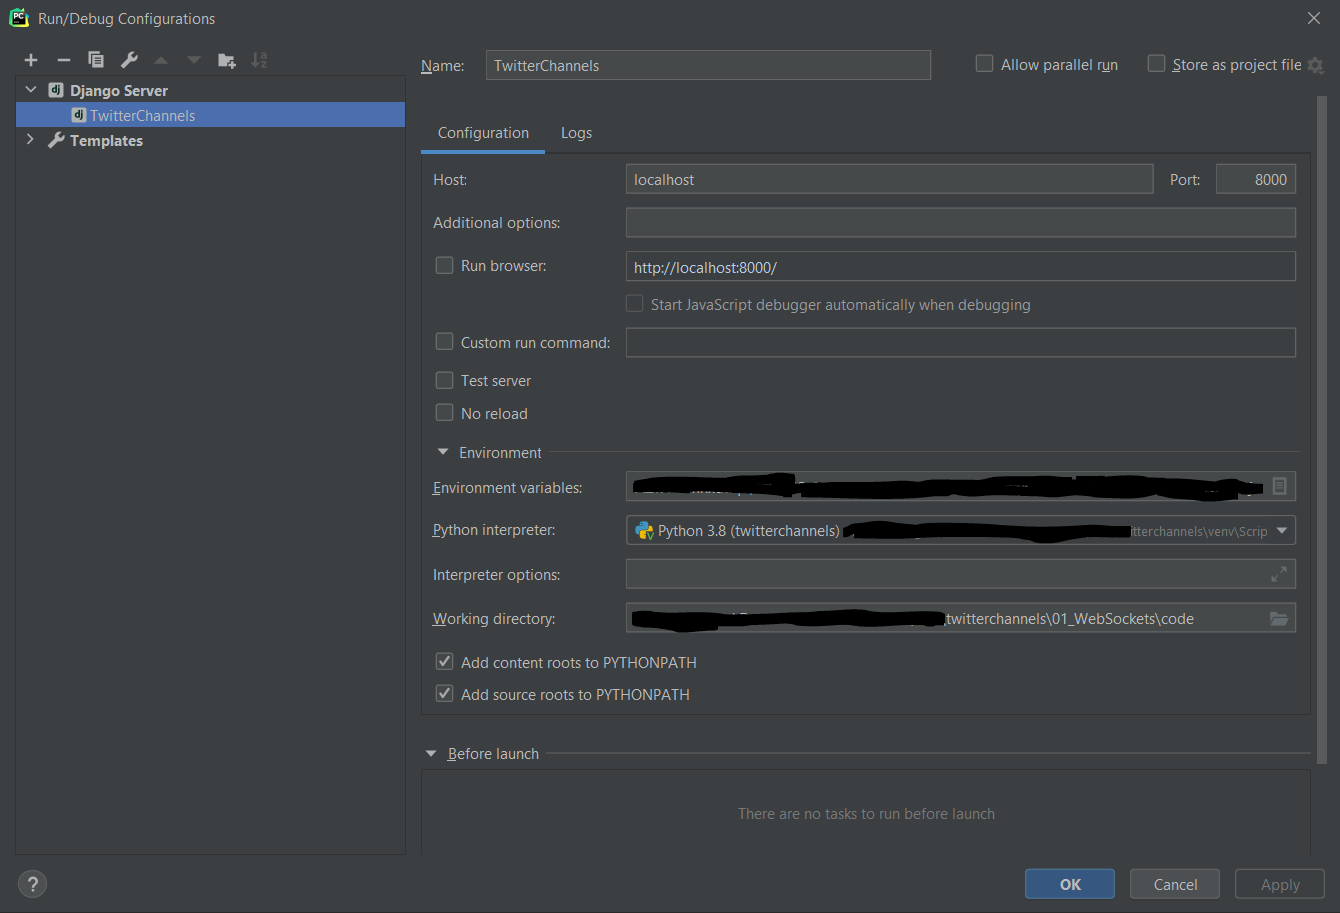 Run/Debug Configurations
Name: TwitterChannels Allow parallel run Store as project file
Django Server
TwitterChannels
Templates
Configuration Logs
Host: localhost Port: 8000
Additional options:
Run browser: http://localhost:8000/
Start JavaScript debugger automatically when debugging
Custom run command:
Test server
No reload
Environment
Environment variables:
Python interpreter: Python 3.8 (twitterchannels) tterchannels\venv\Scrip
Interpreter options:
Working directory: twitterchannels\01_WebSockets\code
Add content roots to PYTHONPATH
Add source roots to PYTHONPATH
Before launch
There are no tasks to run before launch
? OK Cancel Apply